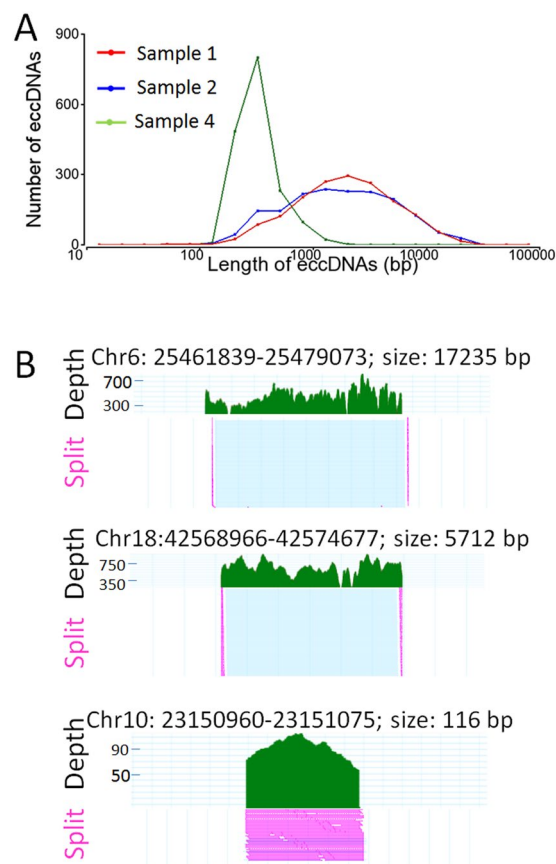 A
900
600
300
0
Number of eccDNAs
Sample 1
Sample 2
Sample 4
10
100
1000
10000
100000
Length of eccDNAs (bp)
B
Chr6: 25461839-25479073; size: 17235 bp
Depth
700
300
Split
Chr18:42568966-42574677; size: 5712 bp
Depth
750
350
Split
Chr10: 23150960-23151075; size: 116 bp
Depth
90
50
Split